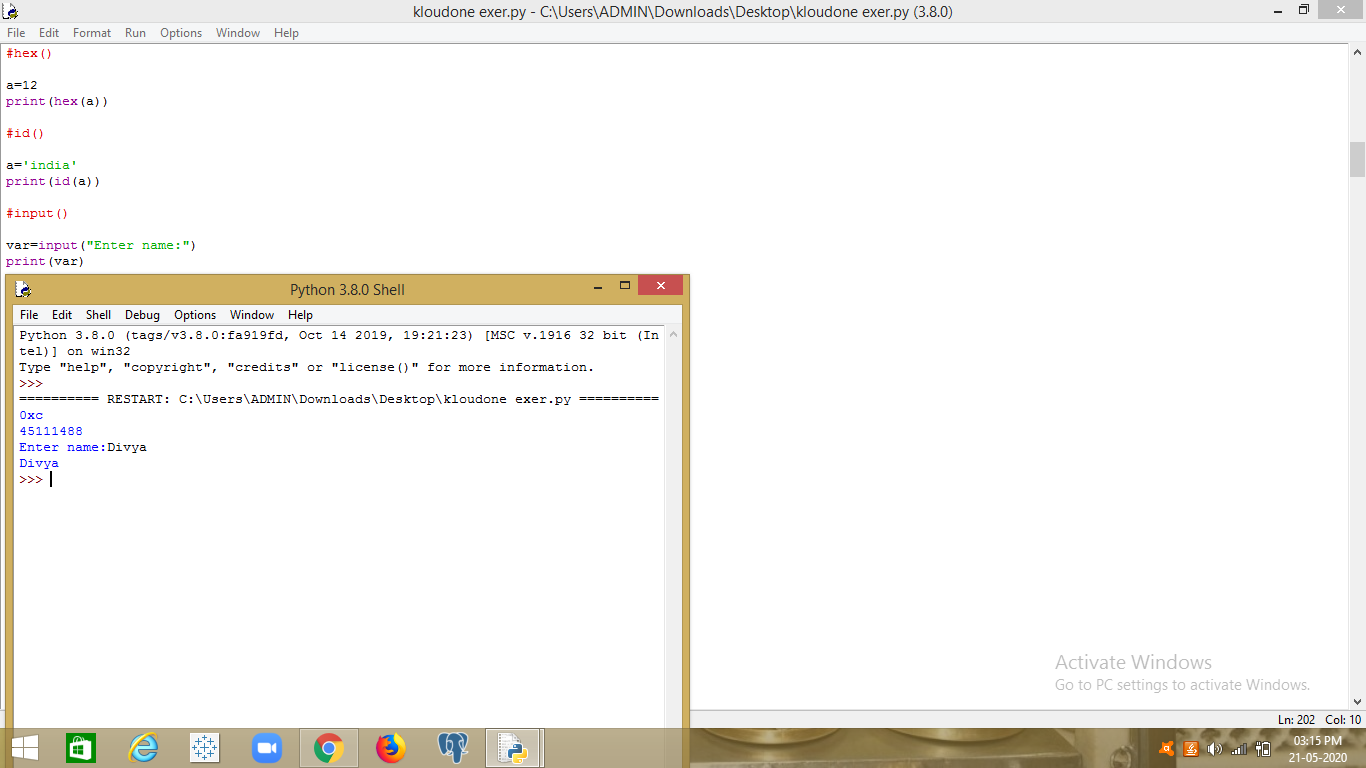 kloudone exer.py - C:\Users\ADMIN\Downloads\Desktop\kloudone exer.py (3.8.0)
File Edit Format Run Options Window Help
#hex()
a=12
print(hex(a))
#id()
a='india'
print(id(a))
#input()
var=input("Enter name:")
print(var)
Python 3.8.0 Shell
File Edit Shell Debug Options Window Help
Python 3.8.0 (tags/v3.8.0:fa919fd, Oct 14 2019, 19:21:23) [MSC v.1916 32 bit (In
tel)] on win32
Type "help", "copyright", "credits" or "license()" for more information.
>>>
========== RESTART: C:\Users\ADMIN\Downloads\Desktop\kloudone exer.py ==========
0xc
45111488
Enter name:Divya
Divya
>>>
Activate Windows
Go to PC settings to activate Windows.
Ln: 202 Col: 10
03:15 PM
21-05-2020